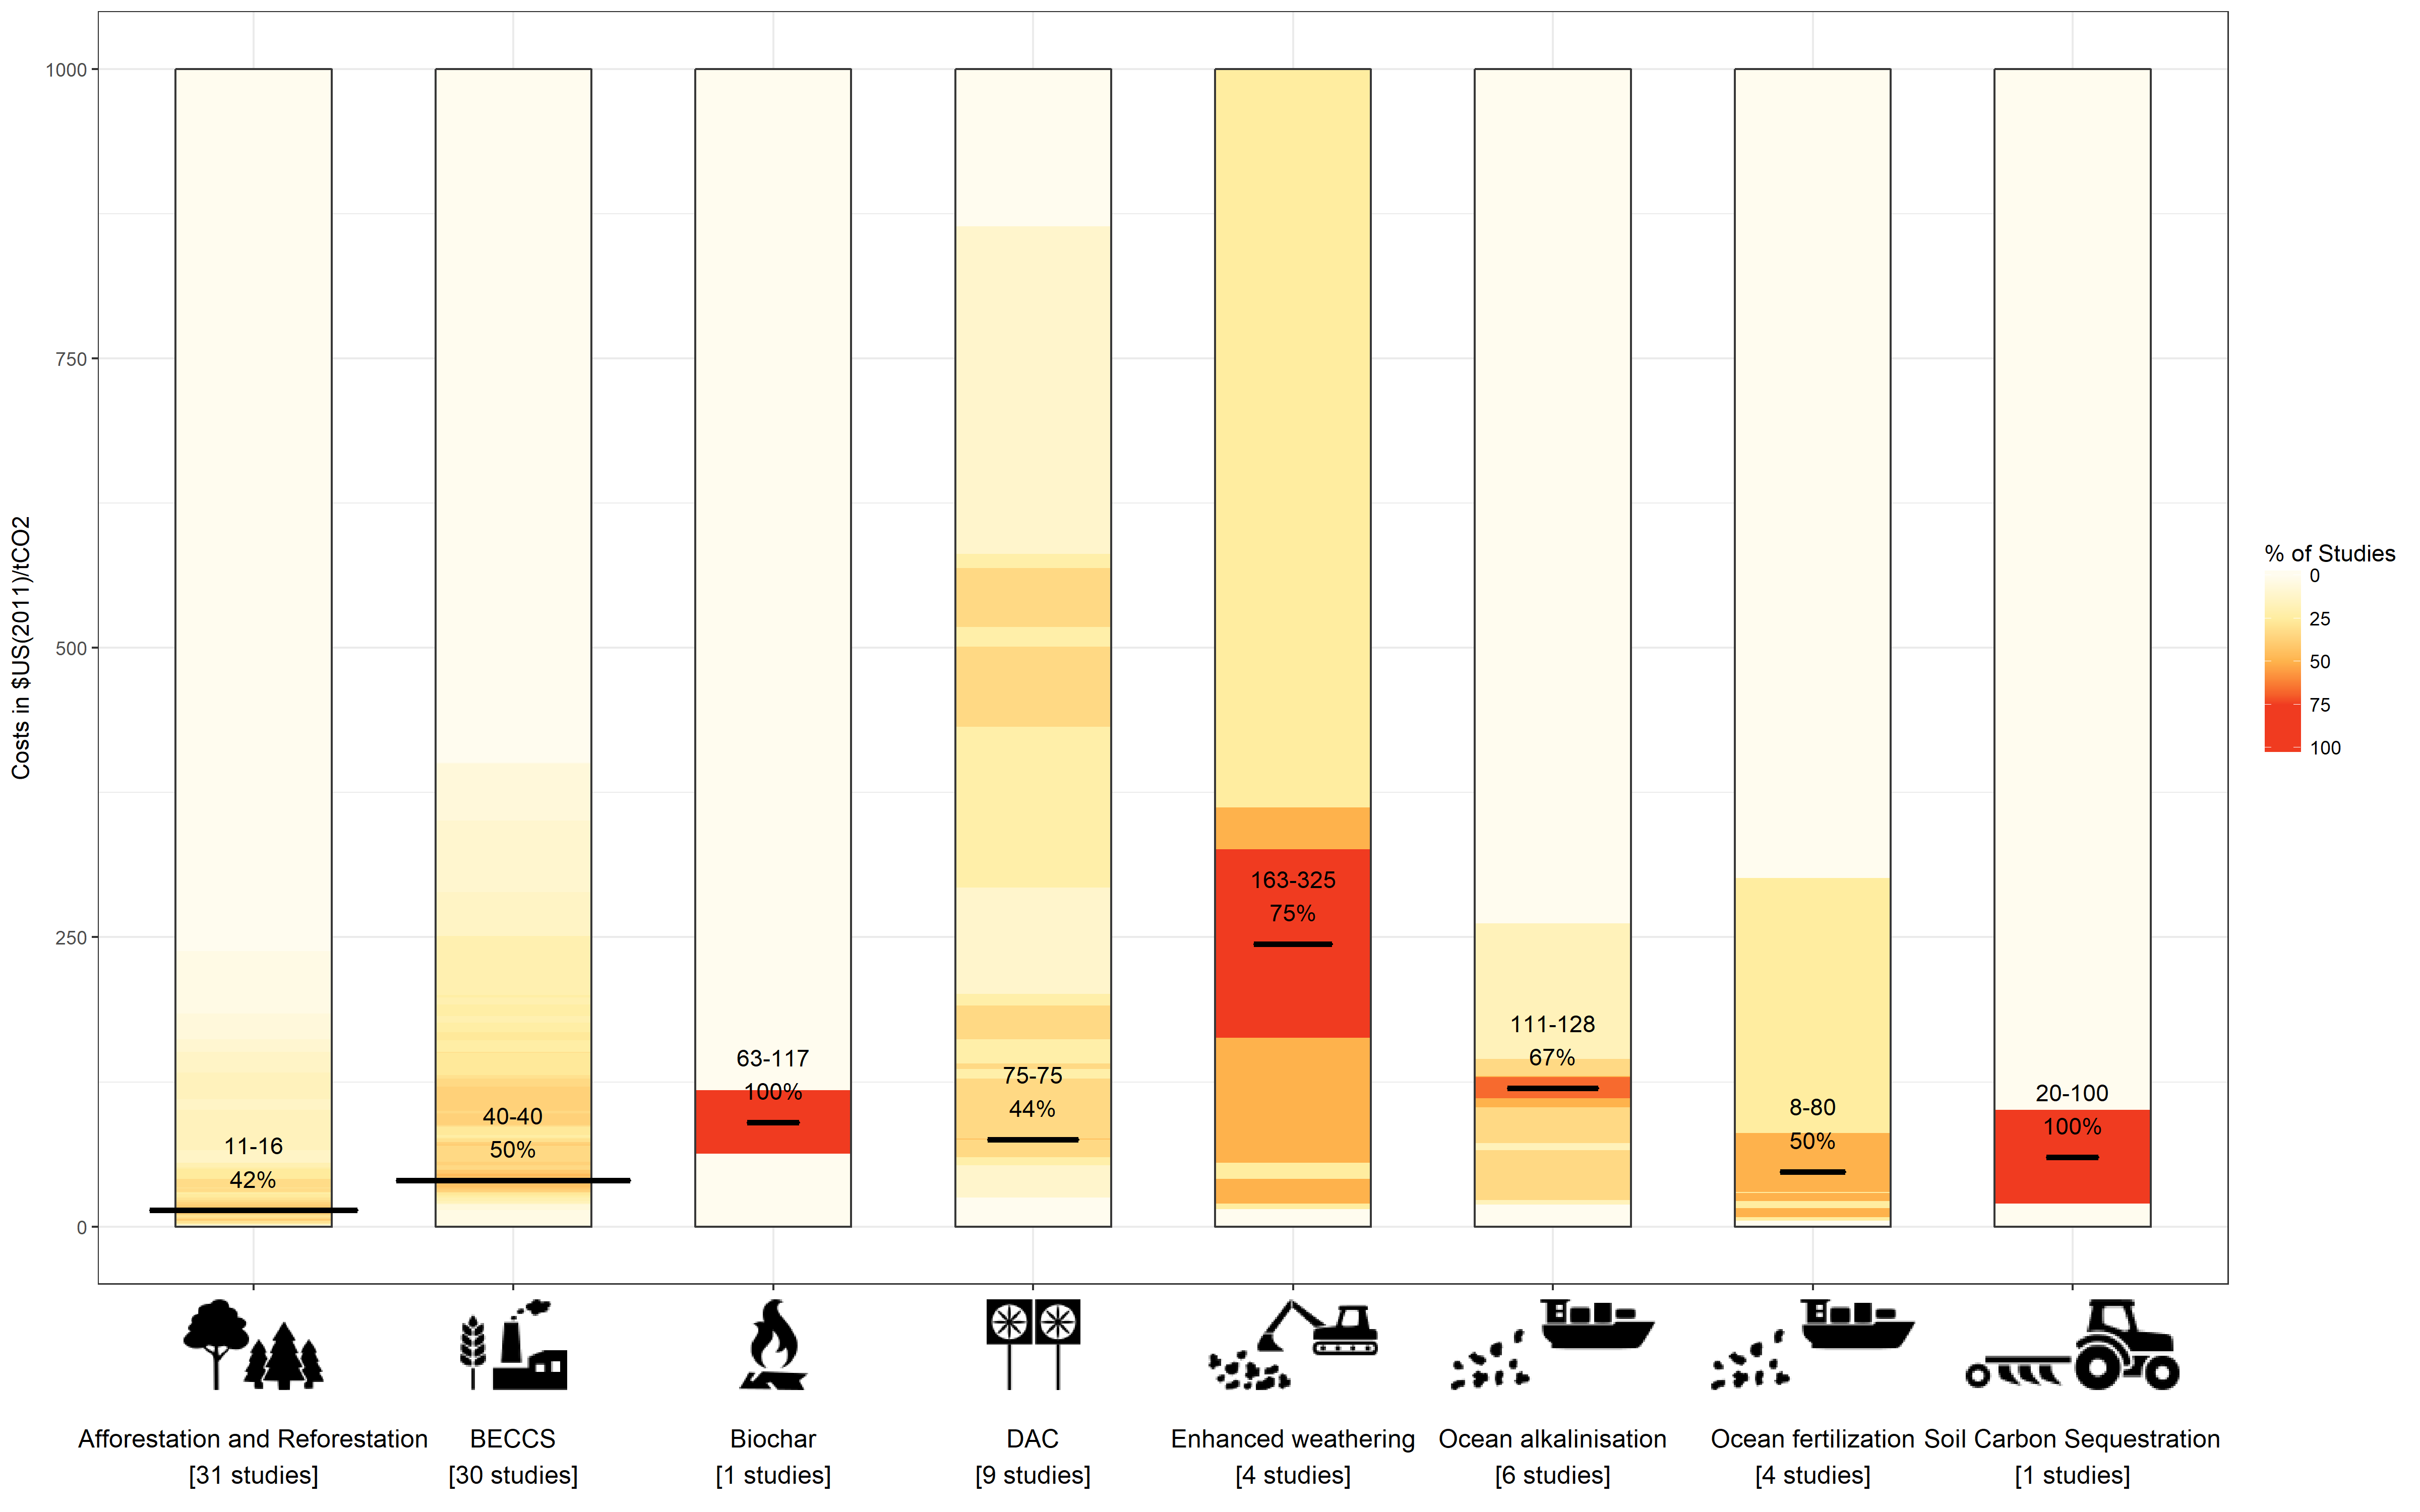 1000
750
500
250
0
Costs in $US(2011)/tCO2
11-16
42%
40-40
50%
63-117
100%
75-75
44%
163-325
75%
111-128
67%
8-80
50%
20-100
100%
% of Studies
0
25
50
75
100
Afforestation and Reforestation
[31 studies]
BECCS
[30 studies]
Biochar
[1 studies]
DAC
[9 studies]
Enhanced weathering
[4 studies]
Ocean alkalinisation
[6 studies]
Ocean fertilization
[4 studies]
Soil Carbon Sequestration
[1 studies]